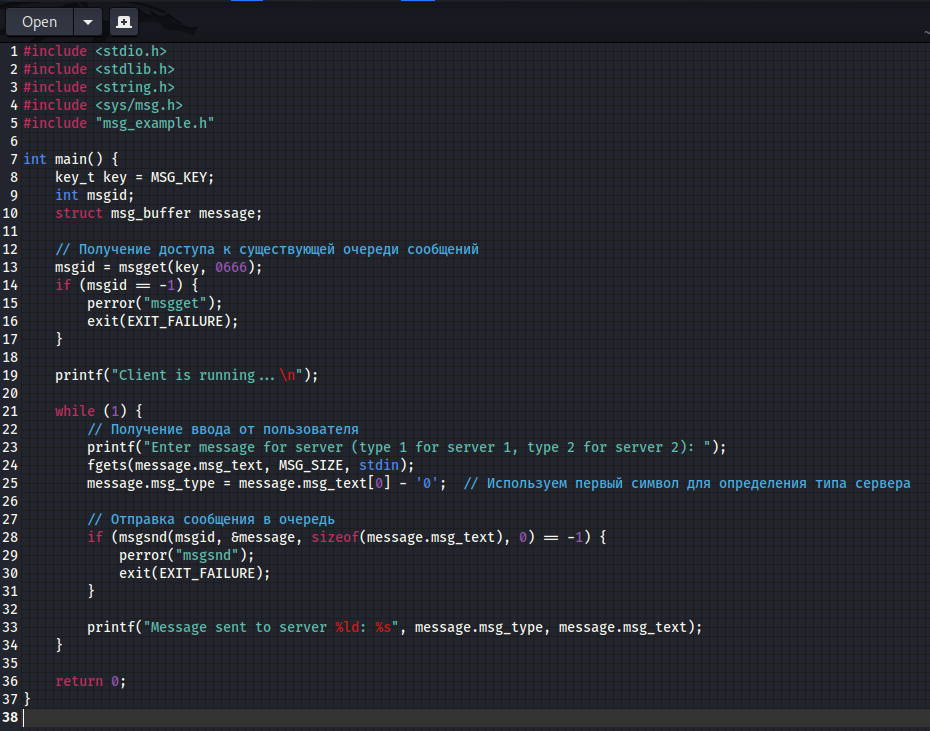 Open
1 #include <stdio.h>
2 #include <stdlib.h>
3 #include <string.h>
4 #include <sys/msg.h>
5 #include "msg_example.h"
6
7 int main() {
8     key_t key = MSG_KEY;
9     int msgid;
10     struct msg_buffer message;
11
12     // Получение доступа к существующей очереди сообщений
13     msgid = msgget(key, 0666);
14     if (msgid == -1) {
15         perror("msgget");
16         exit(EXIT_FAILURE);
17     }
18
19     printf("Client is running...\n");
20
21     while (1) {
22         // Получение ввода от пользователя
23         printf("Enter message for server (type 1 for server 1, type 2 for server 2): ");
24         fgets(message.msg_text, MSG_SIZE, stdin);
25         message.msg_type = message.msg_text[0] - '0';  // Используем первый символ для определения типа сервера
26
27         // Отправка сообщения в очередь
28         if (msgsnd(msgid, &message, sizeof(message.msg_text), 0) == -1) {
29             perror("msgsnd");
30             exit(EXIT_FAILURE);
31         }
32
33         printf("Message sent to server %ld: %s", message.msg_type, message.msg_text);
34     }
35
36     return 0;
37 }
38